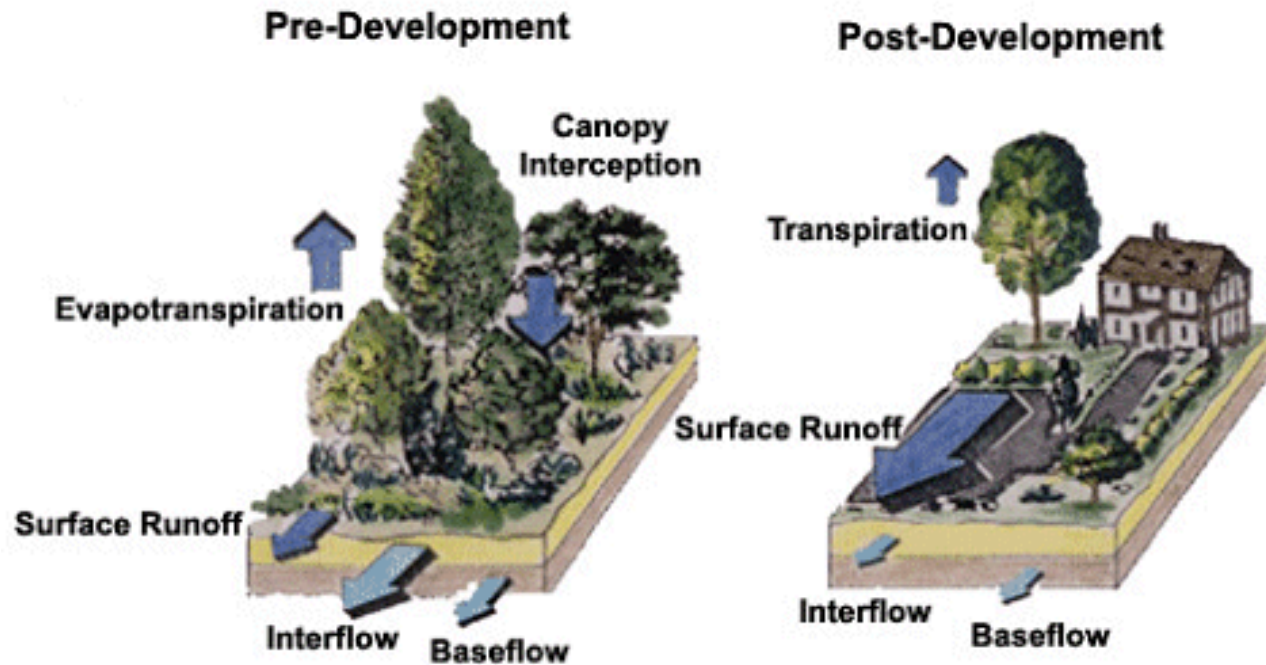 Pre-Development
Canopy
Interception
Evapotranspiration
Surface Runoff
Interflow
Baseflow
Post-Development
Transpiration
Surface Runoff
Interflow
Baseflow